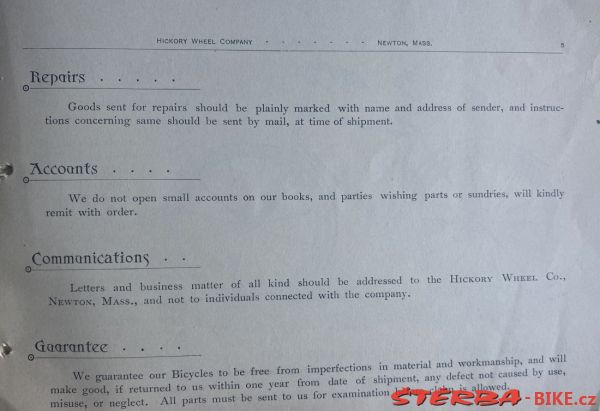 HICKORY WHEEL COMPANY . . . . . . . NEWTON, MASS. 5
Repairs . . . . .
Goods sent for repairs should be plainly marked with name and address of sender, and instruc-
tions concerning same should be sent by mail, at time of shipment.
Accounts . . . .
We do not open small accounts on our books, and parties wishing parts or sundries, will kindly
remit with order.
Communications . .
Letters and business matter of all kind should be addressed to the HICKORY WHEEL CO.,
NEWTON, MASS., and not to individuals connected with the company.
Guarantee . . . .
We guarantee our Bicycles to be free from imperfections in material and workmanship, and will
make good, if returned to us within one year from date of shipment, any defect not caused by use,
misuse, or neglect. All parts must be sent to us for examination before claim is allowed.
STERBA-BIKE.cz